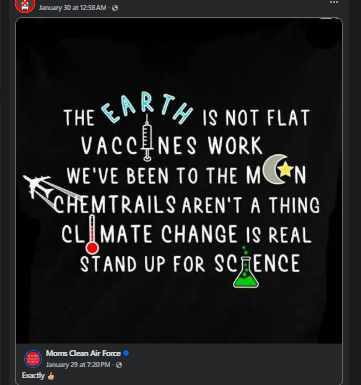 January 30 at 12:58 AM ·
THE EARTH IS NOT FLAT
VACCINES WORK
WE'VE BEEN TO THE MOON
CHEMTRAILS AREN'T A THING
CLIMATE CHANGE IS REAL
STAND UP FOR SCIENCE
Moms Clean Air Force
January 29 at 7:20 PM ·
Exactly 👍🏼